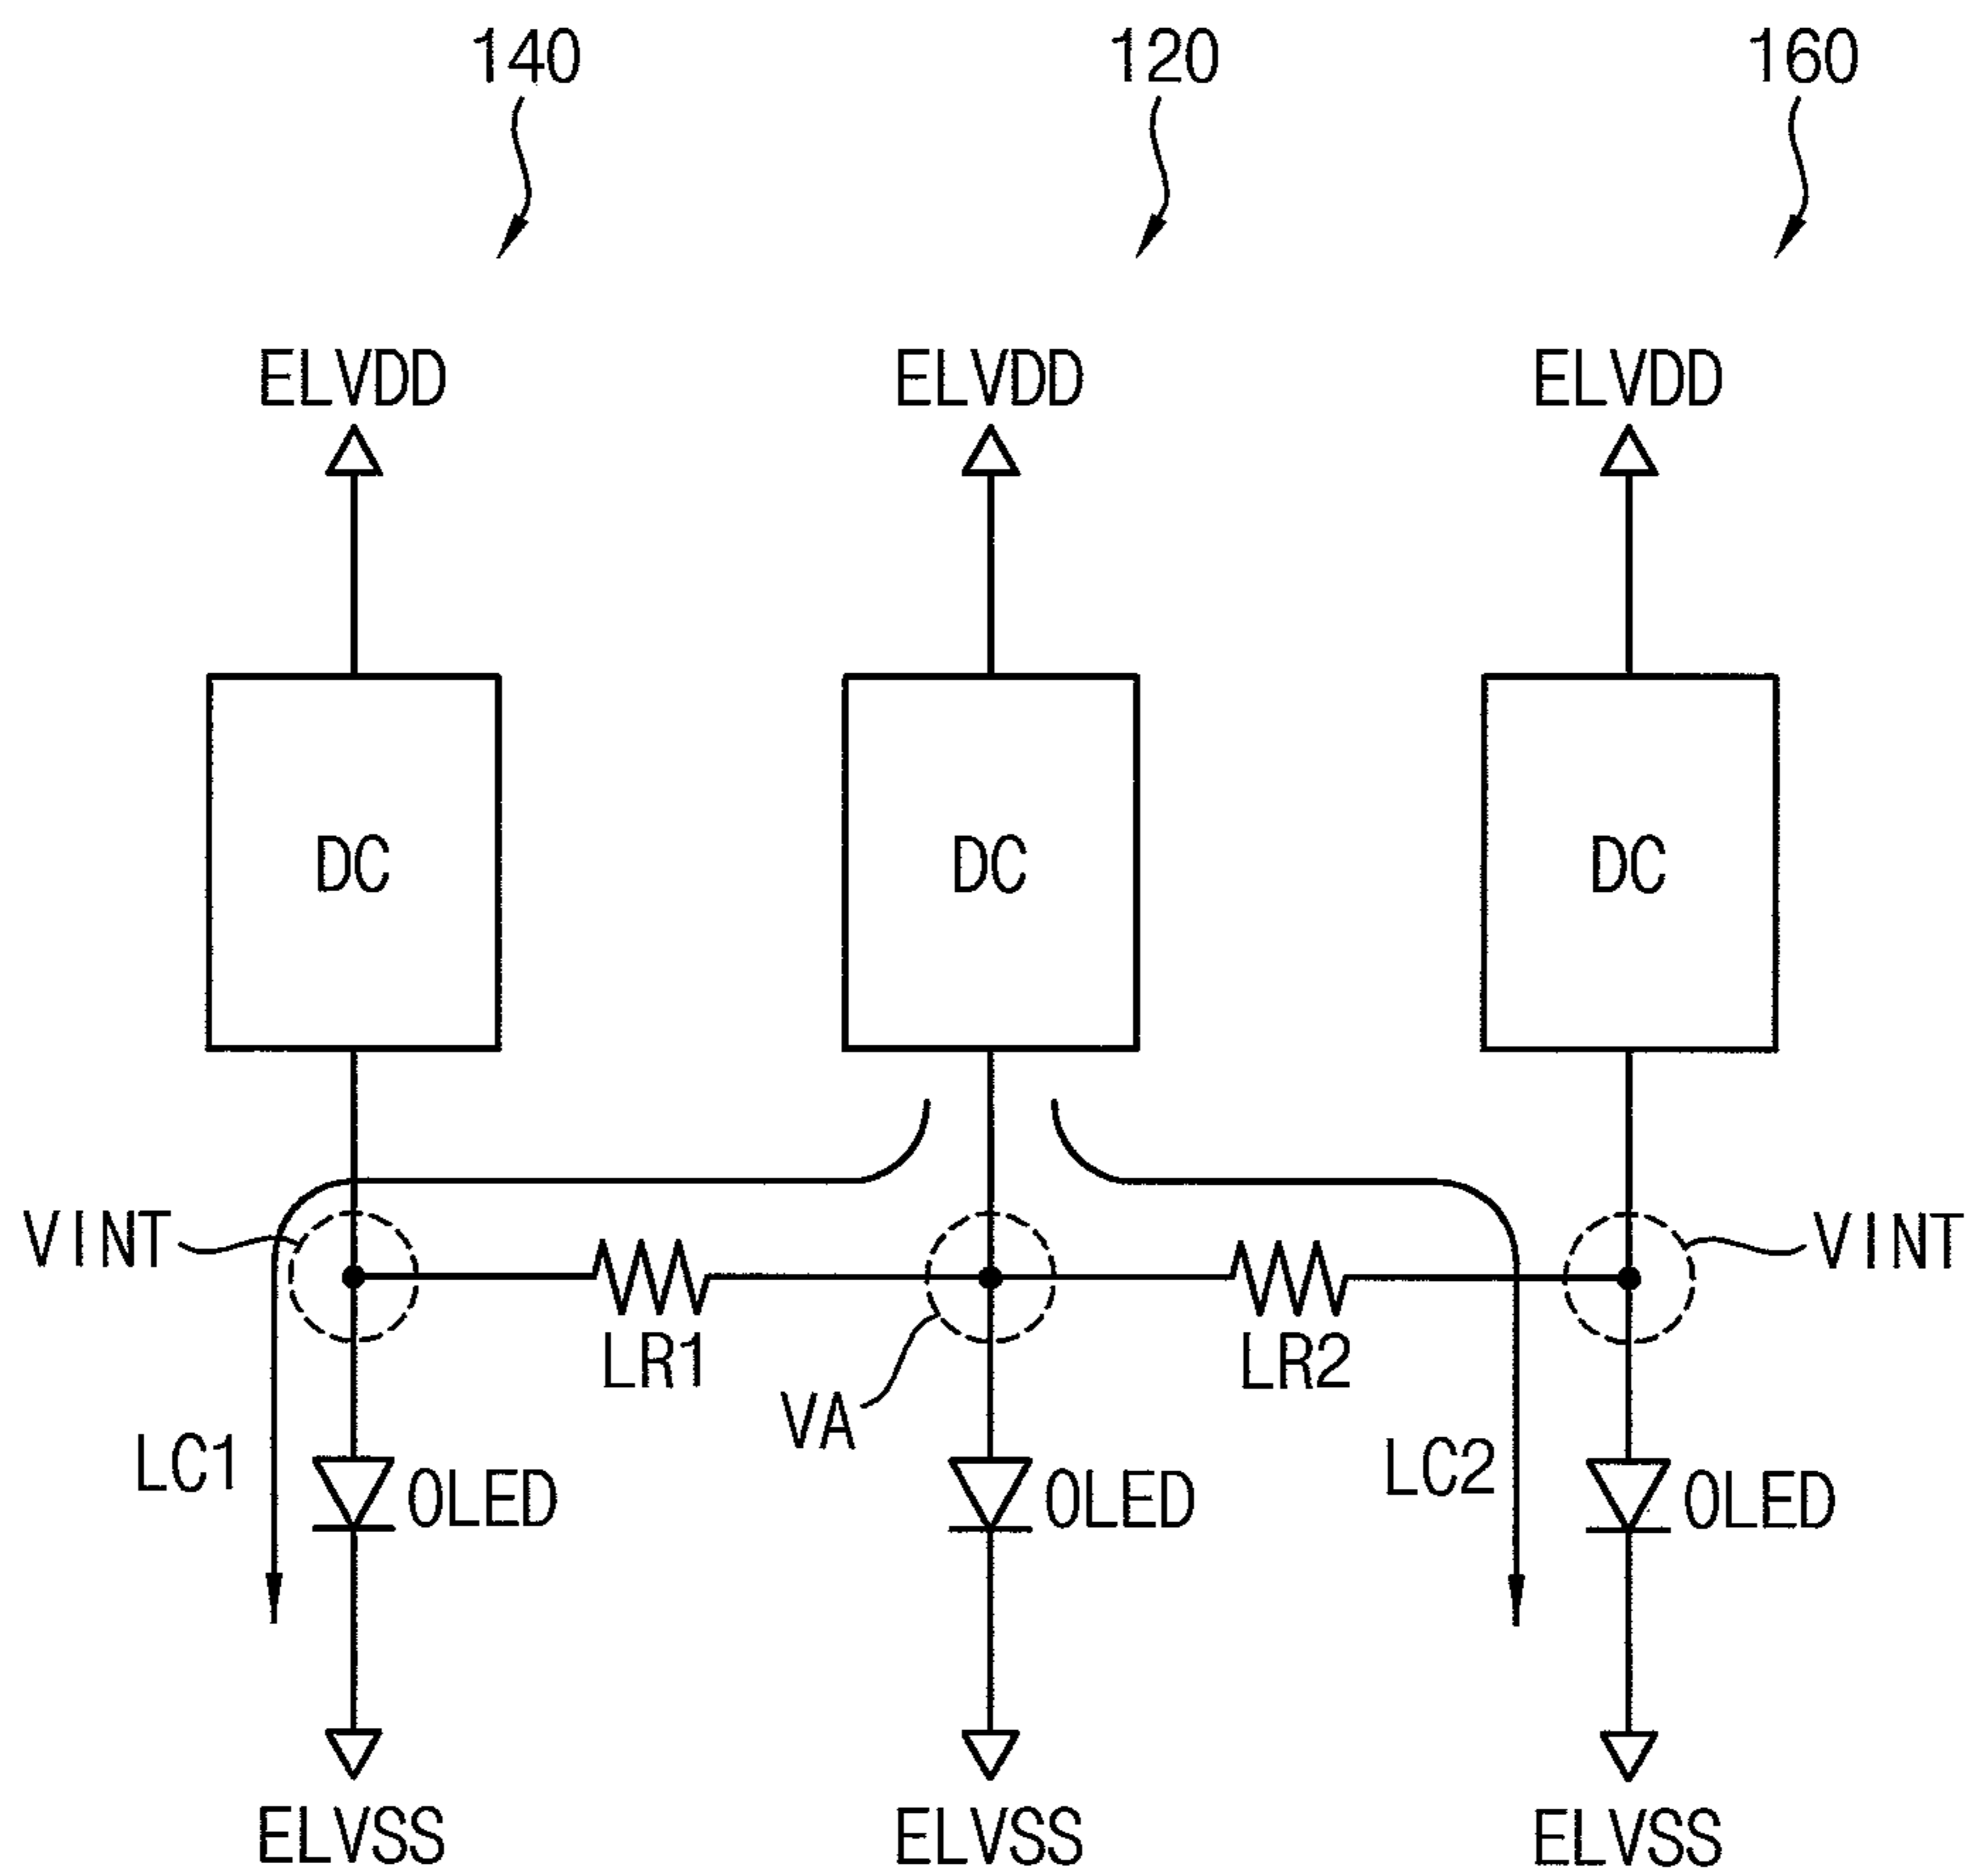 140 120 160
ELVDD ELVDD ELVDD
DC DC DC
VINT VINT
LR1 LR2
VA
LC1 LC2
OLED OLED OLED
ELVSS ELVSS ELVSS